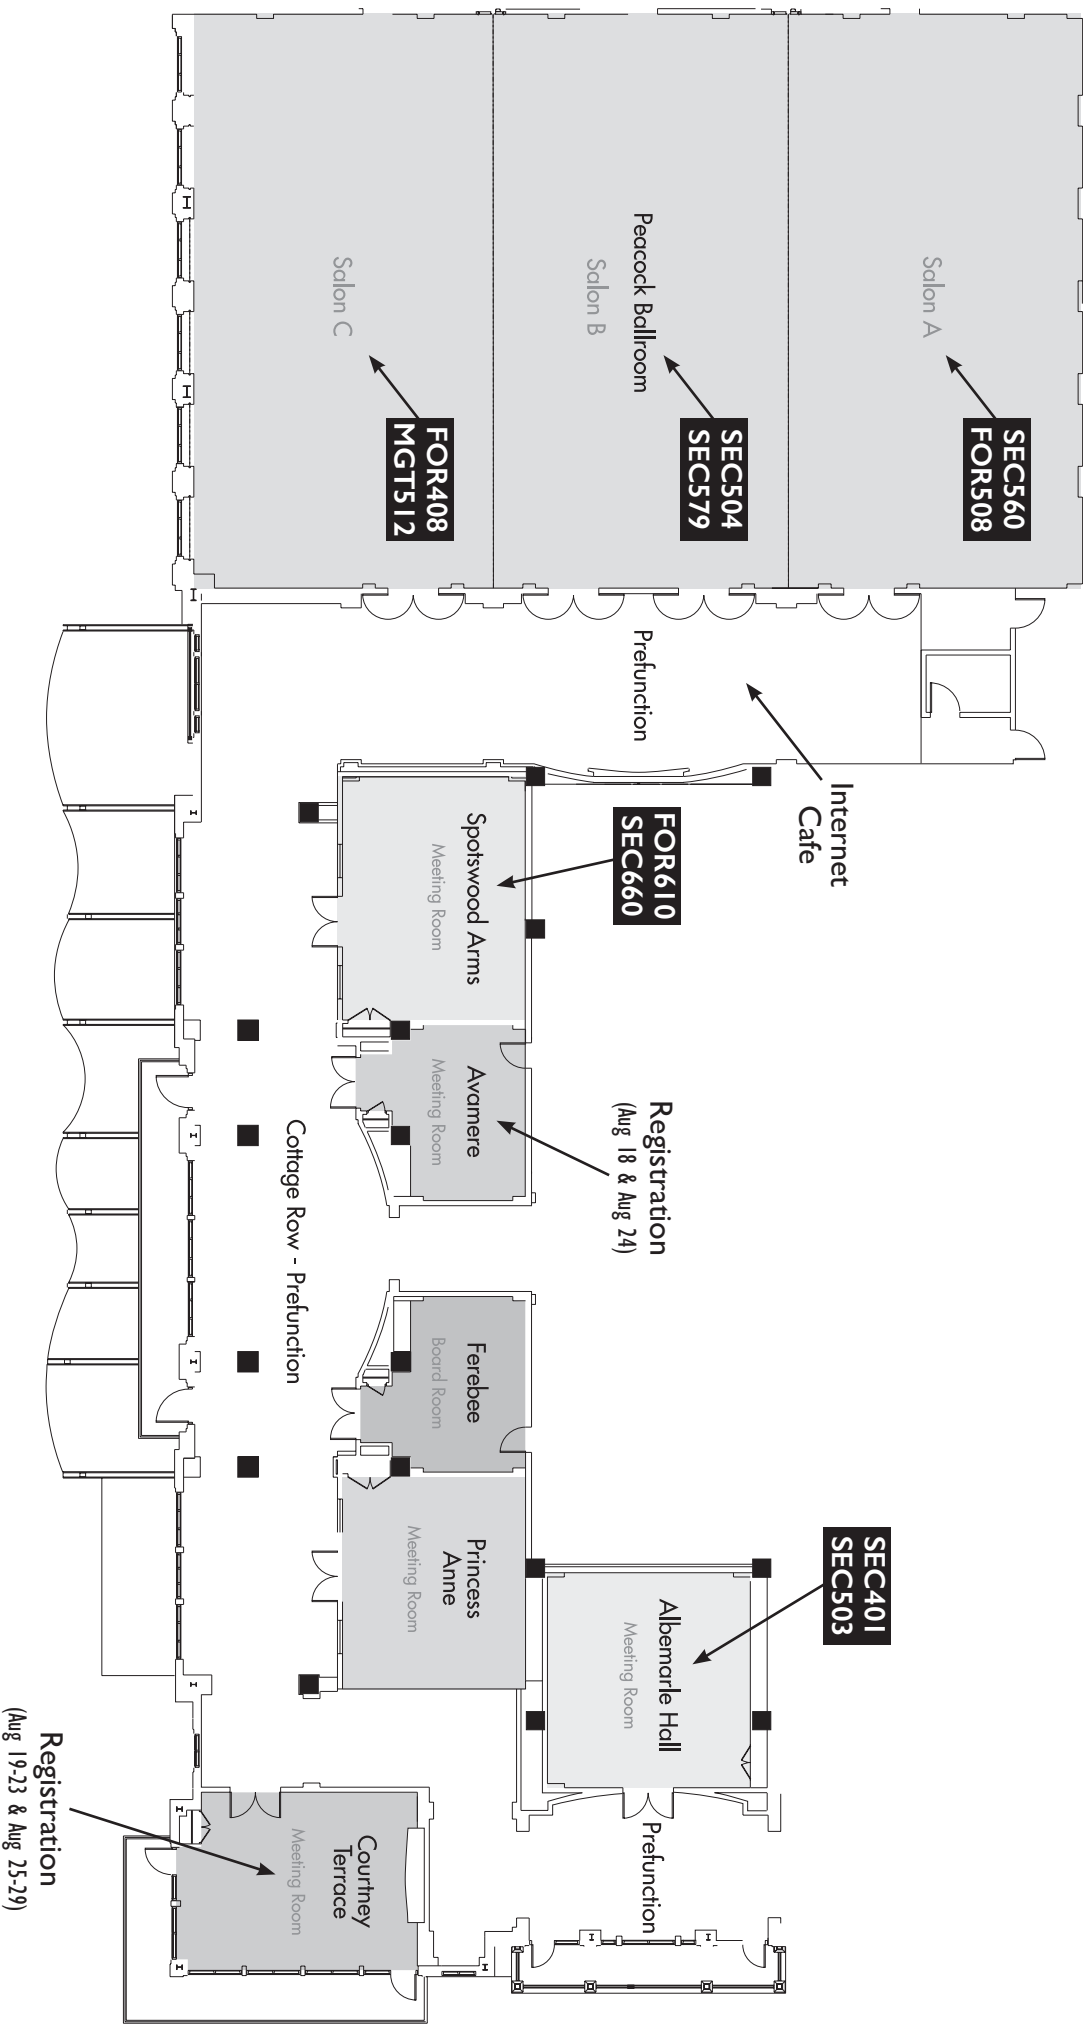 Salon A
SEC560
FOR508
Peacock Ballroom
Salon B
SEC504
SEC579
Salon C
FOR408
MGT512
Prefunction
Internet
Cafe
FOR610
SEC660
Spotswood Arms
Meeting Room
Registration
(Aug 18 & Aug 24)
Avamere
Meeting Room
Cottage Row - Prefunction
Ferebee
Board Room
Princess
Anne
Meeting Room
SEC401
SEC503
Albemarle Hall
Meeting Room
Prefunction
Courtney
Terrace
Meeting Room
Registration
(Aug 19-23 & Aug 25-29)